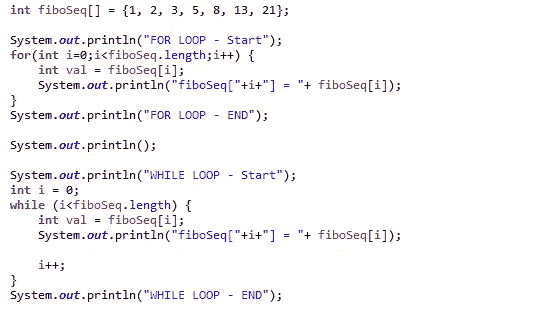 int fiboSeq[] = {1, 2, 3, 5, 8, 13, 21};
System.out.println("FOR LOOP - Start");
for(int i=0;i<fiboSeq.length;i++) {
    int val = fiboSeq[i];
    System.out.println("fiboSeq["+i+"] = "+ fiboSeq[i]);
}
System.out.println("FOR LOOP - END");
System.out.println();
System.out.println("WHILE LOOP - Start");
int i = 0;
while (i<fiboSeq.length) {
    int val = fiboSeq[i];
    System.out.println("fiboSeq["+i+"] = "+ fiboSeq[i]);
    i++;
}
System.out.println("WHILE LOOP - END");